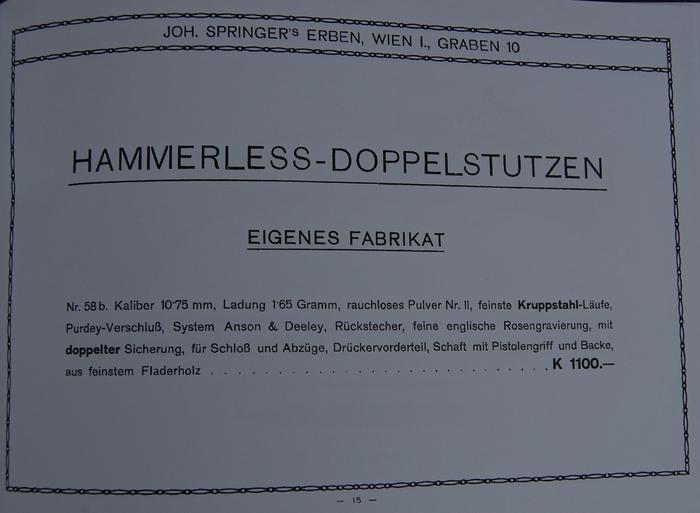 JOH. SPRINGER'S ERBEN, WIEN I., GRABEN 10
HAMMERLESS-DOPPELSTUTZEN
EIGENES FABRIKAT
Nr. 58 b. Kaliber 10·75 mm, Ladung 1·65 Gramm, rauchloses Pulver Nr. II, feinste Kruppstahl-Läufe,
Purdey-Verschluß, System Anson & Deeley, Rückstecher, feine englische Rosengravierung, mit
doppelter Sicherung, für Schloß und Abzüge, Drückervorderteil, Schaft mit Pistolengriff und Backe,
aus feinstem Fladerholz . . . . . . . . . . . . . . . . . . . . . . . . . . K 1100.—
— 15 —